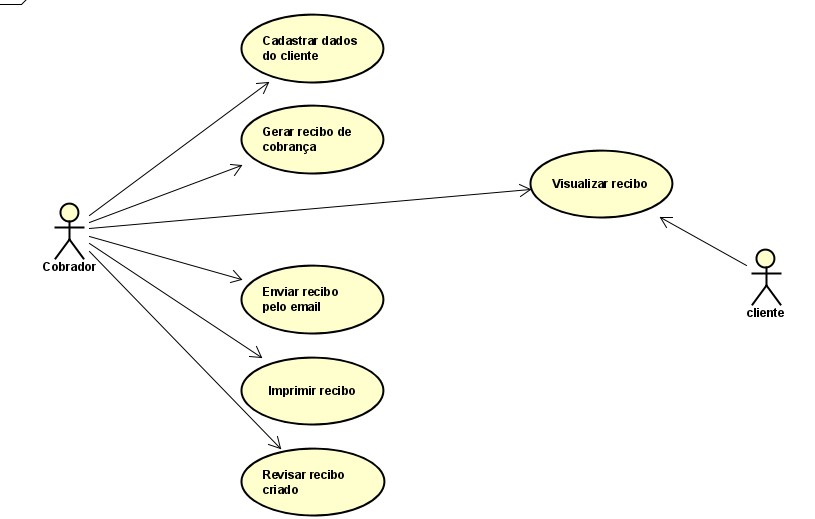 Cadastrar dados
do cliente
Gerar recibo de
cobrança
Visualizar recibo
Cobrador
Enviar recibo
pelo email
cliente
Imprimir recibo
Revisar recibo
criado